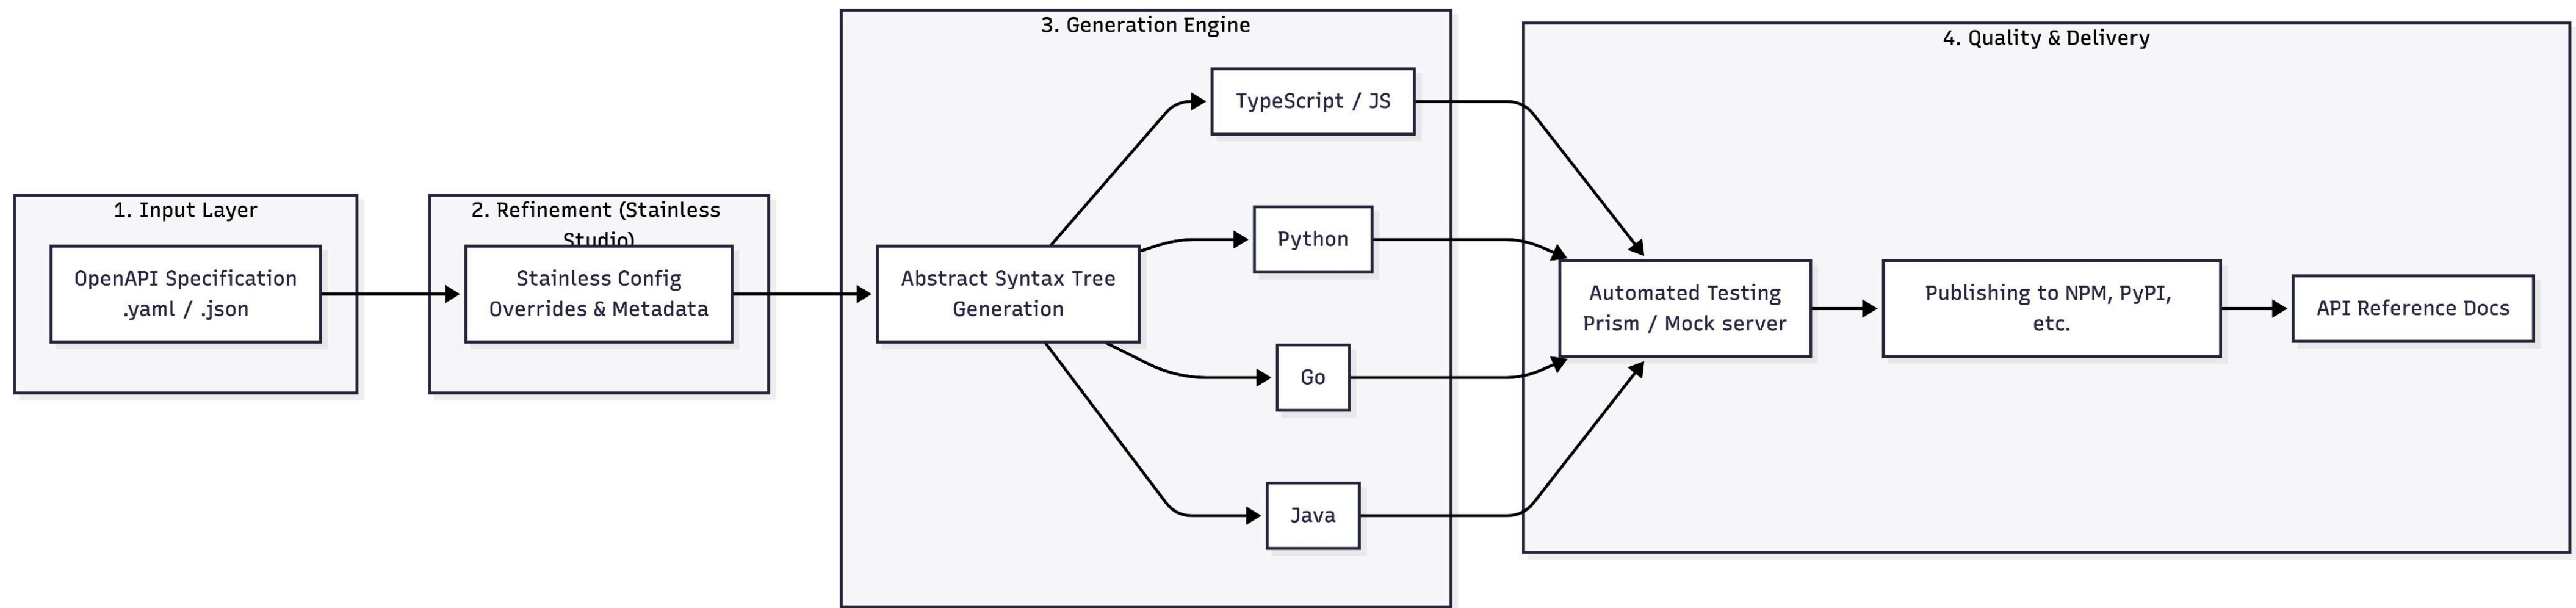 1. Input Layer
OpenAPI Specification
.yaml / .json
2. Refinement (Stainless
Studio)
Stainless Config
Overrides & Metadata
3. Generation Engine
Abstract Syntax Tree
Generation
TypeScript / JS
Python
Go
Java
4. Quality & Delivery
Automated Testing
Prism / Mock server
Publishing to NPM, PyPI,
etc.
API Reference Docs